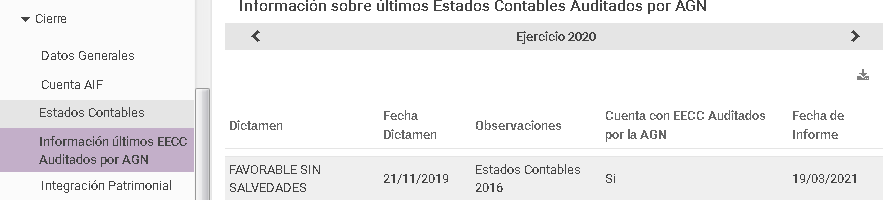 Cierre
Datos Generales
Cuenta AIF
Estados Contables
Información últimos EECC
Auditados por AGN
Integración Patrimonial
Información sobre últimos Estados Contables Auditados por AGN
Ejercicio 2020
Dictamen
Fecha
Dictamen
Observaciones
Cuenta con EECC Auditados
por la AGN
Fecha de
Informe
FAVORABLE SIN
SALVEDADES
21/11/2019
Estados Contables
2016
Si
19/03/2021